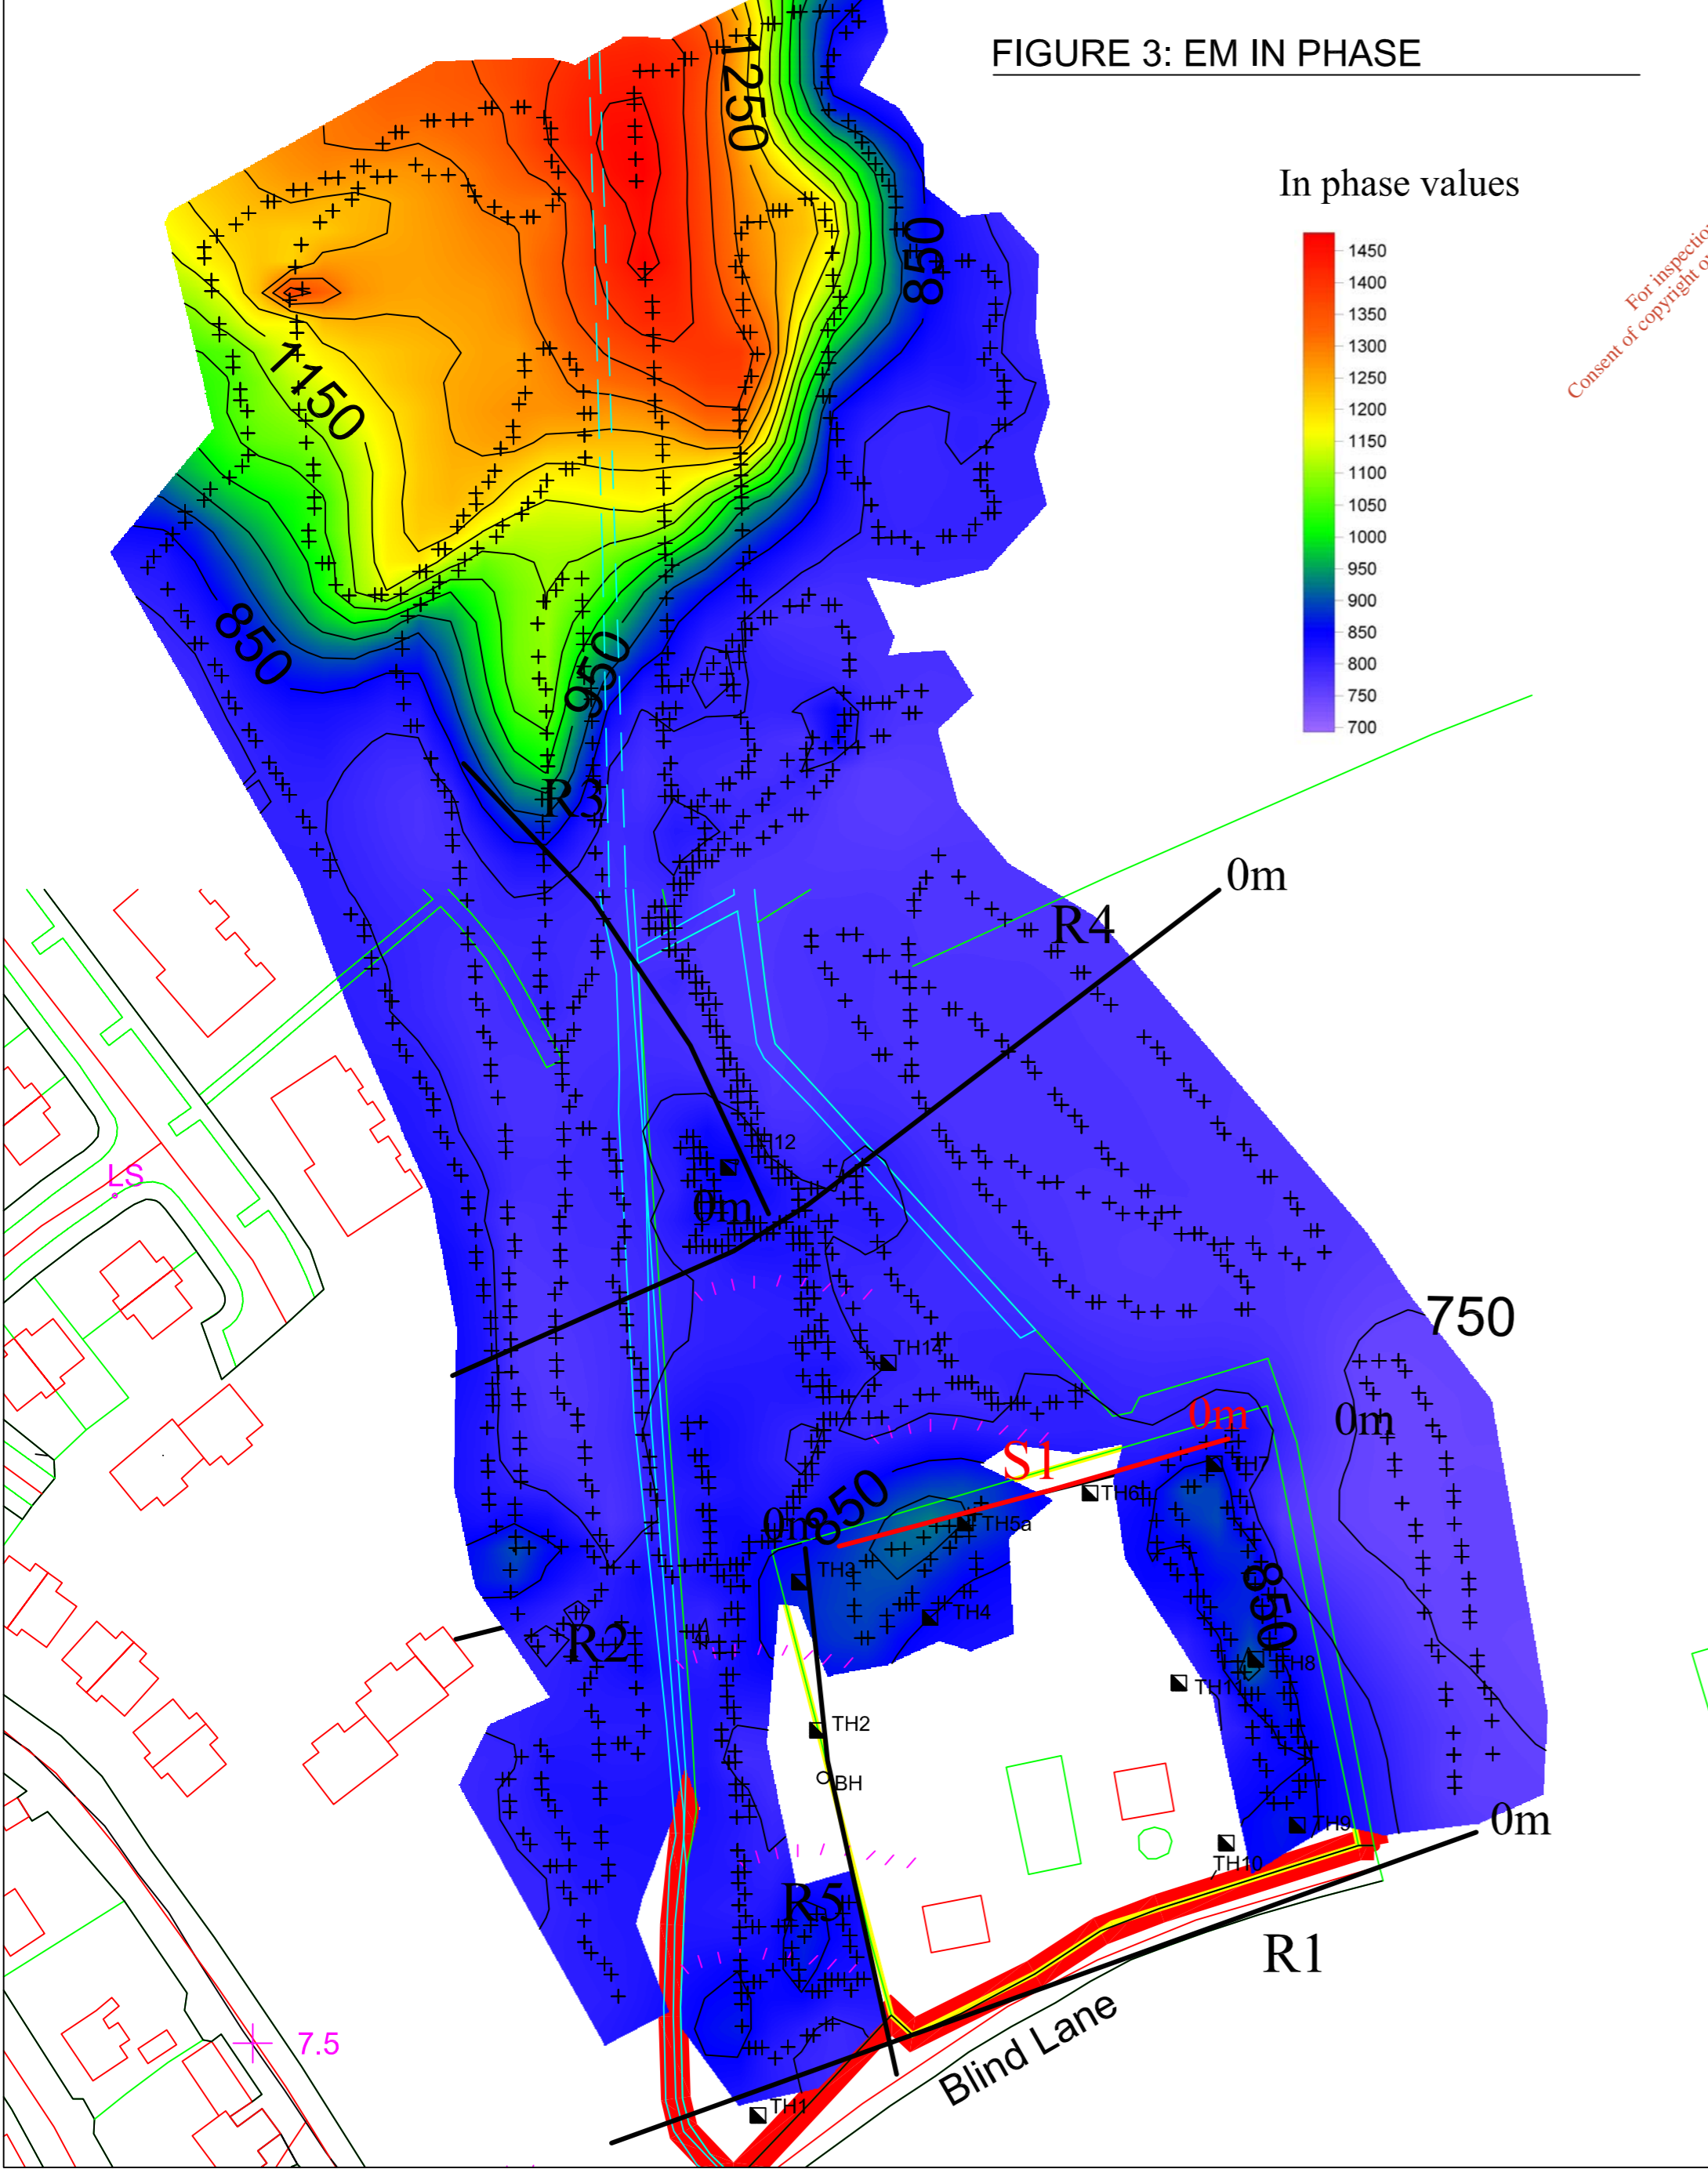 FIGURE 3: EM IN PHASE
In phase values
1450
1400
1350
1300
1250
1200
1150
1100
1050
1000
950
900
850
800
750
700
For inspection
Consent of copyright
1250
850
1150
850
950
R3
0m
R4
LS
0m
750
TH14
0m
0m
S1
TH7
TH6
850
0m
TH5a
TH3
TH4
850
R2
TH8
TH11
TH2
BH
0m
TH9
TH10
R5
R1
Blind Lane
7.5
TH1